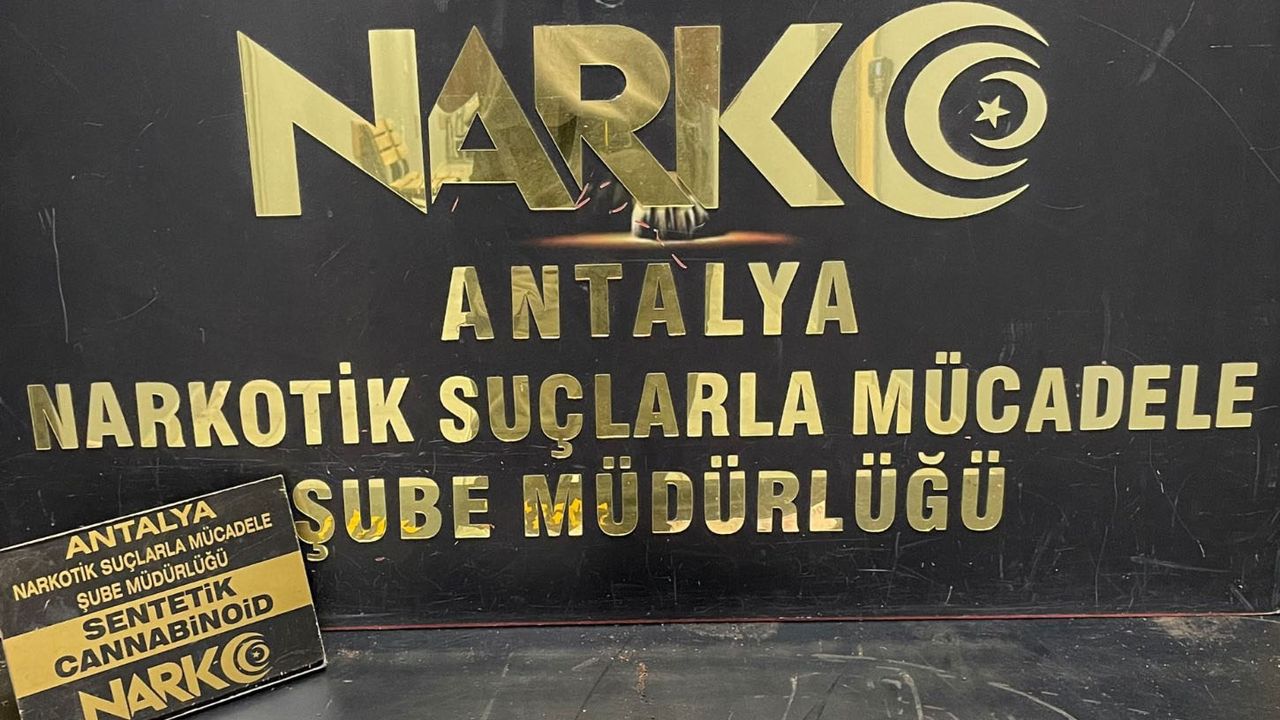 NARKO
ANTALYA
NARKOTİK SUÇLARLA MÜCADELE
ŞUBE MÜDÜRLÜĞÜ
ANTALYA
NARKOTİK SUÇLARLA MÜCADELE
ŞUBE MÜDÜRLÜĞÜ
SENTETİK
CANNABİNOİD
NARKO